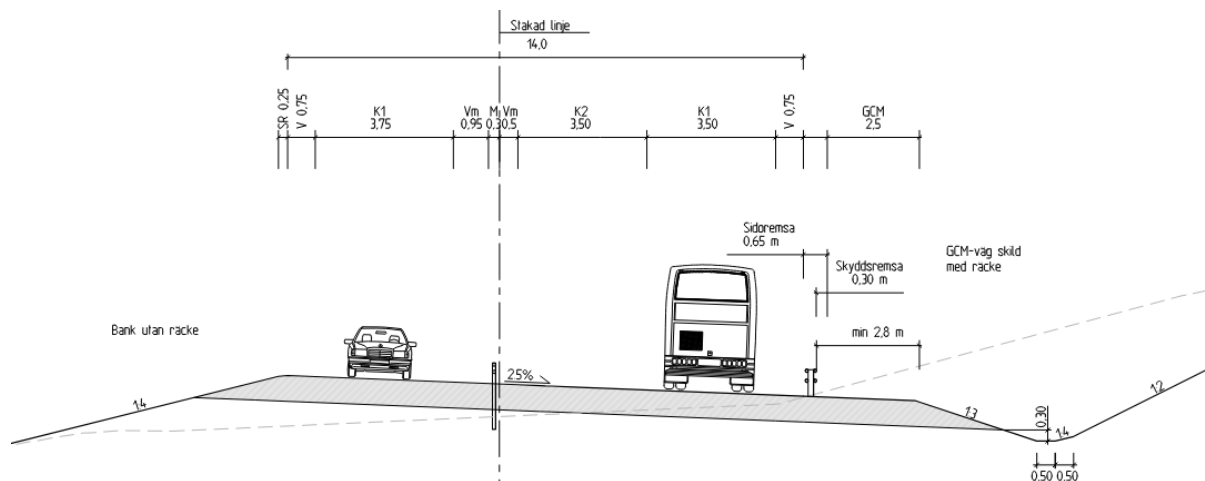 Stakad linje
14,0
SR 0,25
V 0,75
K1
3,75
Vm
0,95
M
0,3
Vm
0,5
K2
3,50
K1
3,50
V 0,75
GCM
2,5
Sidoremsa
0,65 m
GCM-väg skild
med räcke
Skyddsremsa
0,30 m
Bank utan räcke
min 2,8 m
2.5%
1:4
1:3
0,30
1:4
1:2
0,50 0,50